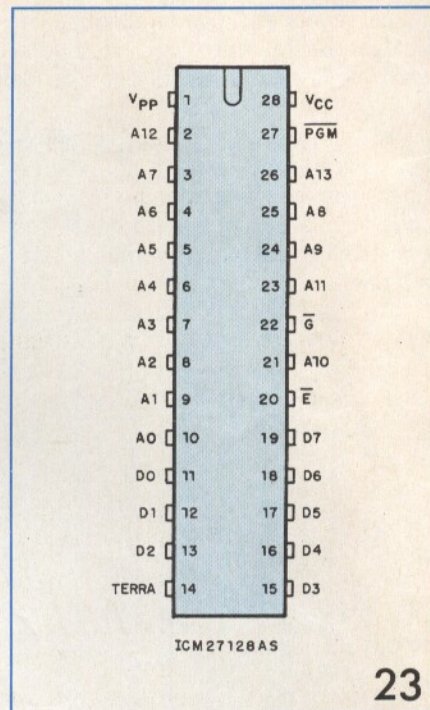 VPP 1 28 VCC
A12 2 27 PGM
A7 3 26 A13
A6 4 25 A8
A5 5 24 A9
A4 6 23 A11
A3 7 22 G
A2 8 21 A10
A1 9 20 E
A0 10 19 D7
D0 11 18 D6
D1 12 17 D5
D2 13 16 D4
TERRA 14 15 D3
ICM27128AS
23